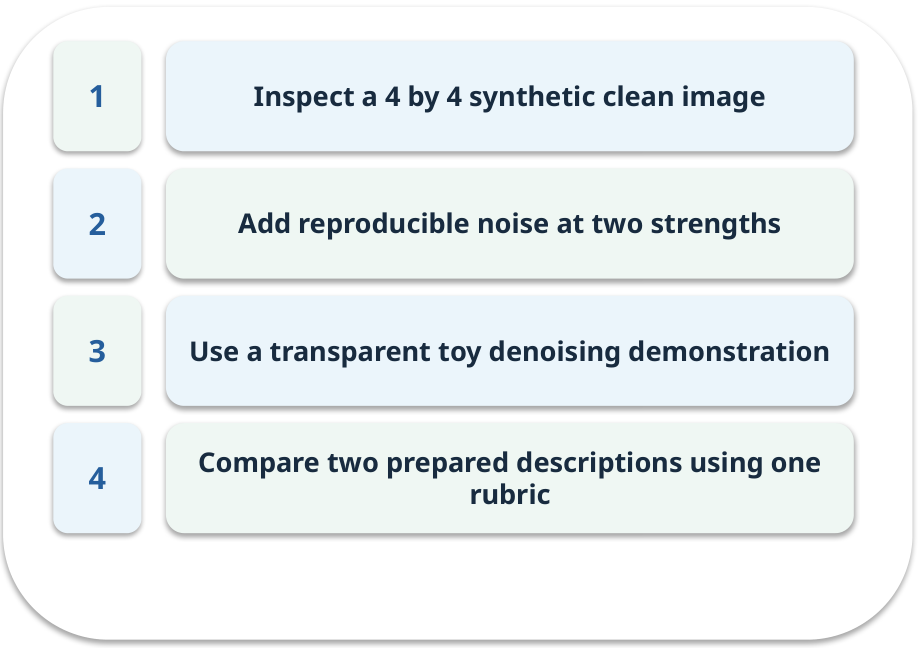 1
Inspect a 4 by 4 synthetic clean image
2
Add reproducible noise at two strengths
3
Use a transparent toy denoising demonstration
4
Compare two prepared descriptions using one
rubric